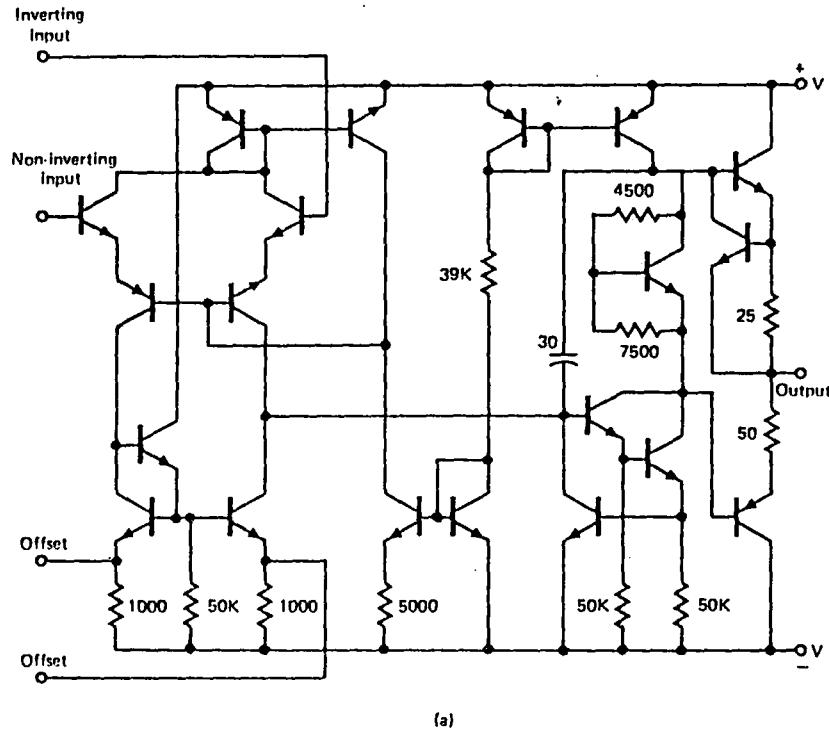 Inverting
Input
+
V
Non-inverting
Input
4500
39K
25
30
7500
Output
50
Offset
1000
50K
1000
5000
50K
50K
V
−
Offset
(a)